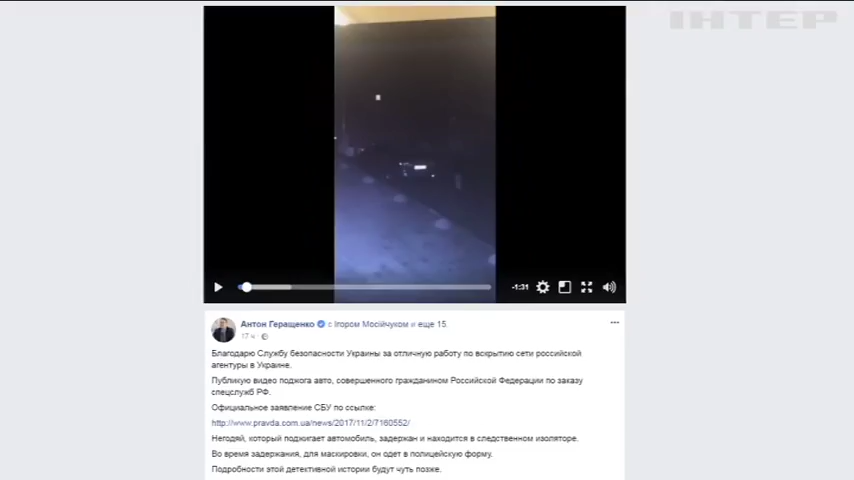 ІНТЕР
-1:31
Антон Геращенко с Ігором Мосійчуком и еще 15
17 ч ·
Благодарю Службу безопасности Украины за отличную работу по вскрытию сети российской
агентуры в Украине.
Публикую видео поджога авто, совершенного гражданином Российской Федерации по заказу
спецслужб РФ.
Официальное заявление СБУ по ссылке:
http://www.pravda.com.ua/news/2017/11/2/7160552/
Негодяй, который поджигает автомобиль, задержан и находится в следственном изоляторе.
Во время задержания, для маскировки, он одет в полицейскую форму.
Подробности этой детективной истории будут чуть позже.